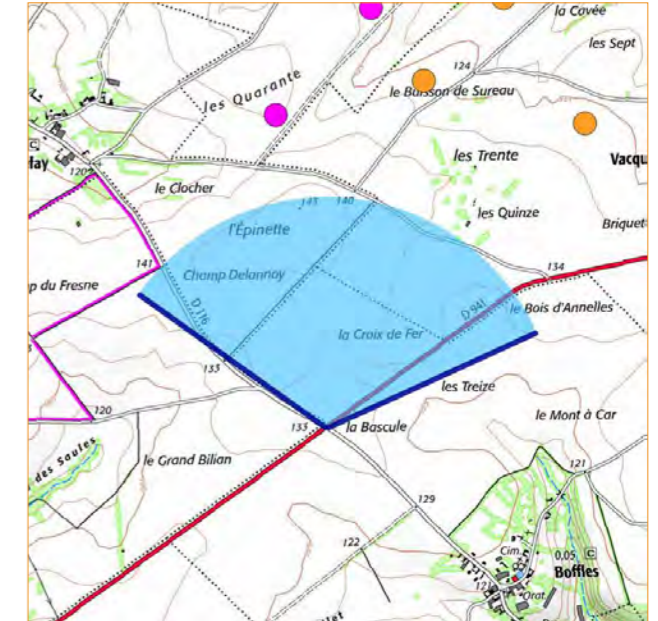 la Cavée
les Sept
124
les Quarante
le Buisson de Sureau
C
fay
120
les Trente
Vacqu
le Clocher
143
140
les Quinze
l'Épinette
Briquet
141
134
Champ Delannoy
p du Fresne
D 116
D 941
le Bois d'Annelles
la Croix de Fer
133
les Treize
120
le Mont à Car
133
la Bascule
le Grand Bilian
121
des Saules
129
122
Cim.
0,05
C
Boffles
121
Orat.
let